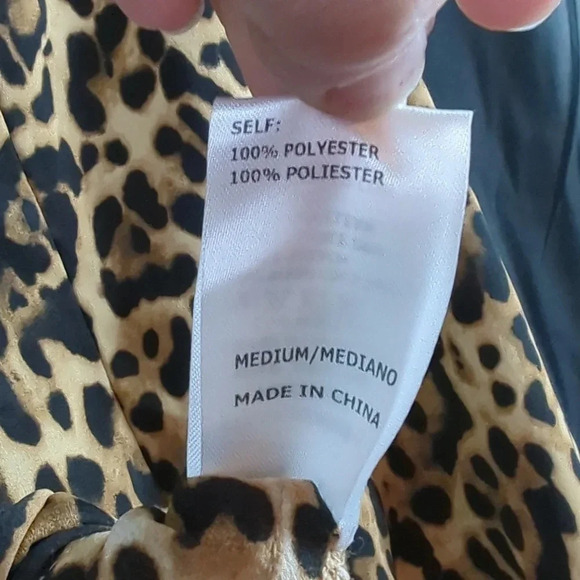 SELF:
100% POLYESTER
100% POLIESTER
MEDIUM/MEDIANO
MADE IN CHINA